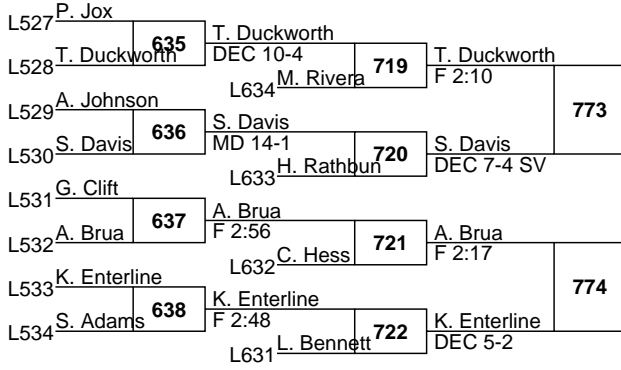 L527 P. Jox
635
L528 T. Duckworth
T. Duckworth
DEC 10-4
719
L634 M. Rivera
T. Duckworth
F 2:10
773
L529 A. Johnson
636
L530 S. Davis
S. Davis
MD 14-1
720
L633 H. Rathbun
S. Davis
DEC 7-4 SV
L531 G. Clift
637
L532 A. Brua
A. Brua
F 2:56
721
L632 C. Hess
A. Brua
F 2:17
774
L533 K. Enterline
638
L534 S. Adams
K. Enterline
F 2:48
722
L631 L. Bennett
K. Enterline
DEC 5-2